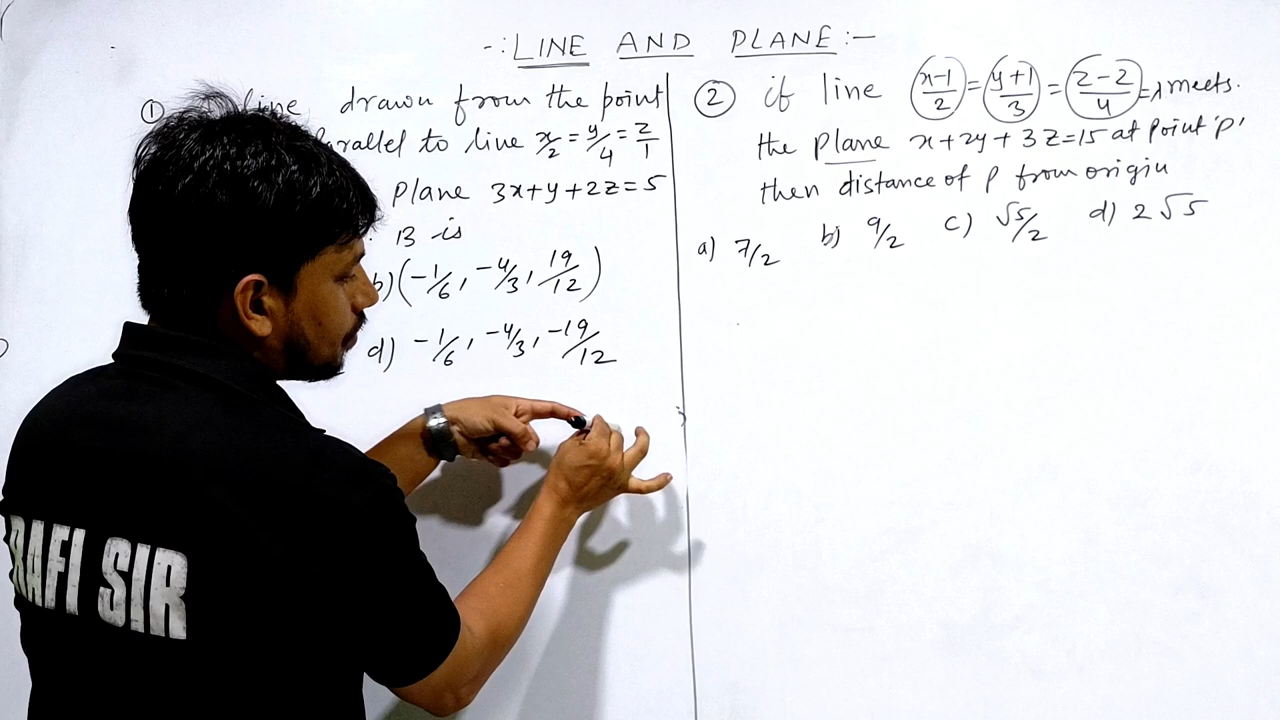 -: LINE AND PLANE :-
① line drawn from the point
parallel to line x/2 = y/4 = z/1
Plane 3x+y+2z=5
B is
b) (-1/6, -4/3, 19/12)
d) -1/6, -4/3, -19/12
② if line (x-1)/2 = (y+1)/3 = (z-2)/4 = λ meets.
the plane x+2y+3z=15 at point 'P'
then distance of P from origin
a) 7/2 b) 9/2 c) √5/2 d) 2√5
RAFI SIR